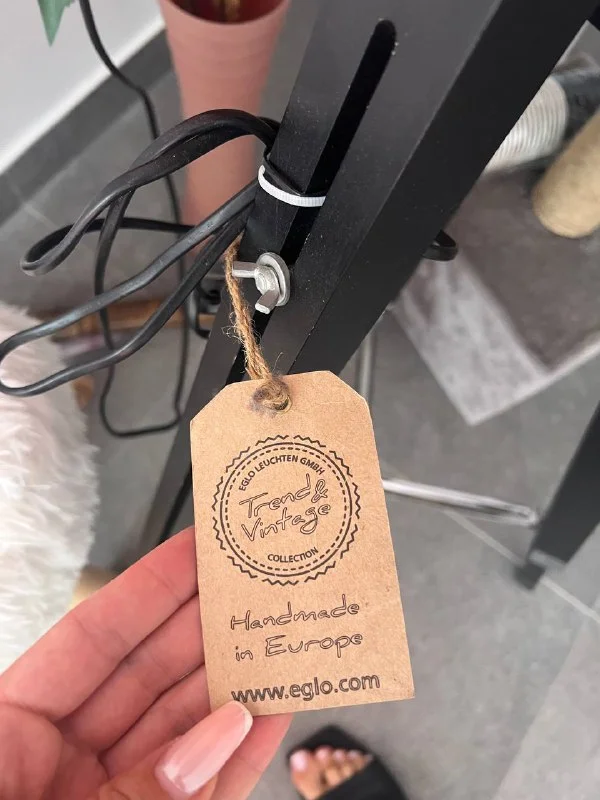 EGLO LEUCHTEN GMBH
Trend&
Vintage
COLLECTION
Handmade
in Europe
www.eglo.com